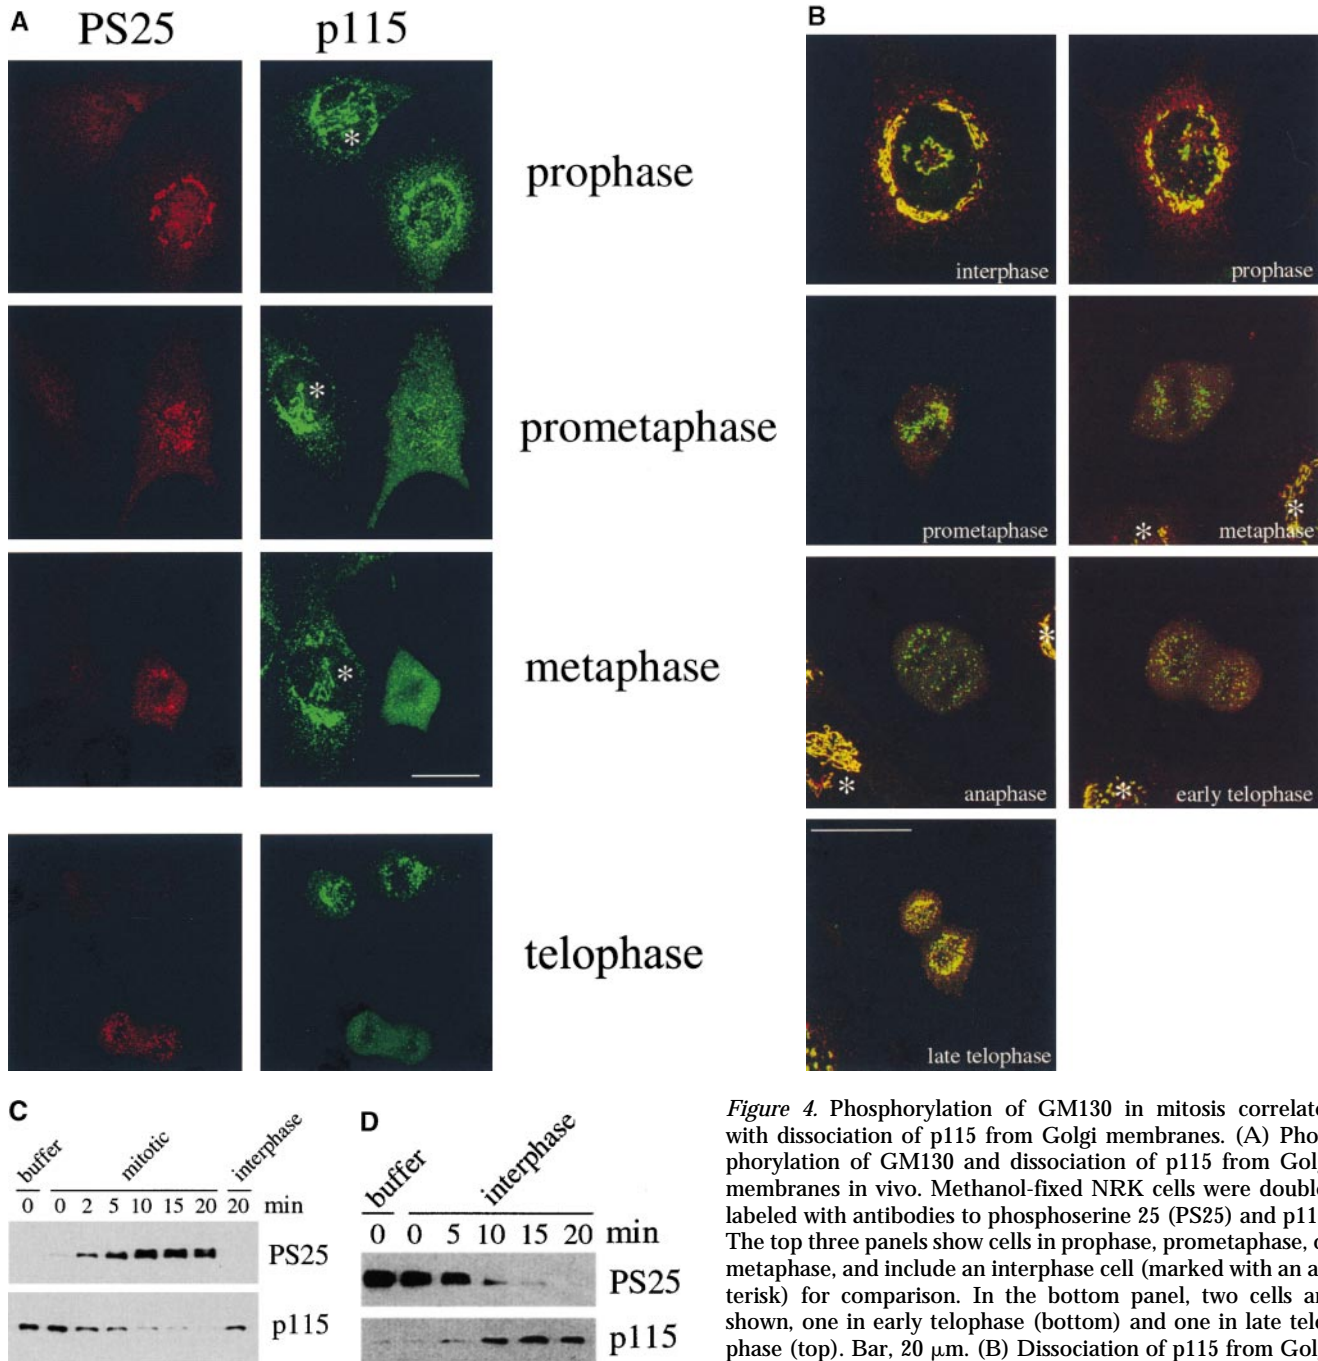 A
PS25 p115
prophase
prometaphase
*
metaphase
*
telophase
B
interphase
prophase
prometaphase
metaphase
*
*
anaphase
*
*
early telophase
*
late telophase
C
buffer mitotic interphase
0 0 2 5 10 15 20 20 min
PS25
p115
D
buffer interphase
0 0 5 10 15 20 min
PS25
p115
Figure 4. Phosphorylation of GM130 in mitosis correlate
with dissociation of p115 from Golgi membranes. (A) Phos
phorylation of GM130 and dissociation of p115 from Golg
membranes in vivo. Methanol-fixed NRK cells were double
labeled with antibodies to phosphoserine 25 (PS25) and p11
The top three panels show cells in prophase, prometaphase, o
metaphase, and include an interphase cell (marked with an a
terisk) for comparison. In the bottom panel, two cells ar
shown, one in early telophase (bottom) and one in late telo
phase (top). Bar, 20 μm. (B) Dissociation of p115 from Gol